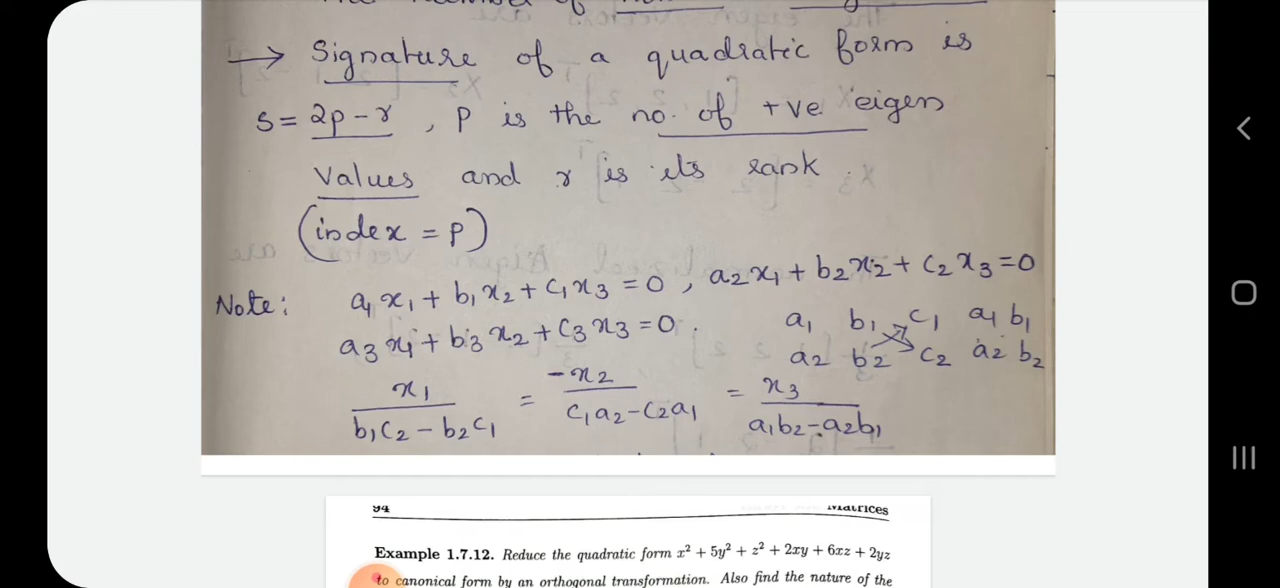 → Signature of a quadratic form is
s = 2p - r , p is the no. of +ve eigen
values and r is its rank .
(index = p)
Note: a₁x₁ + b₁x₂ + c₁x₃ = 0 , a₂x₁ + b₂x₂ + c₂x₃ = 0
a₃x₁ + b₃x₂ + c₃x₃ = 0 .
a₁ b₁ c₁ a₁ b₁
a₂ b₂ c₂ a₂ b₂
x₁/(b₁c₂ - b₂c₁) = -x₂/(c₁a₂ - c₂a₁) = x₃/(a₁b₂ - a₂b₁)
94 Matrices
Example 1.7.12. Reduce the quadratic form x² + 5y² + z² + 2xy + 6xz + 2yz
to canonical form by an orthogonal transformation. Also find the nature of the